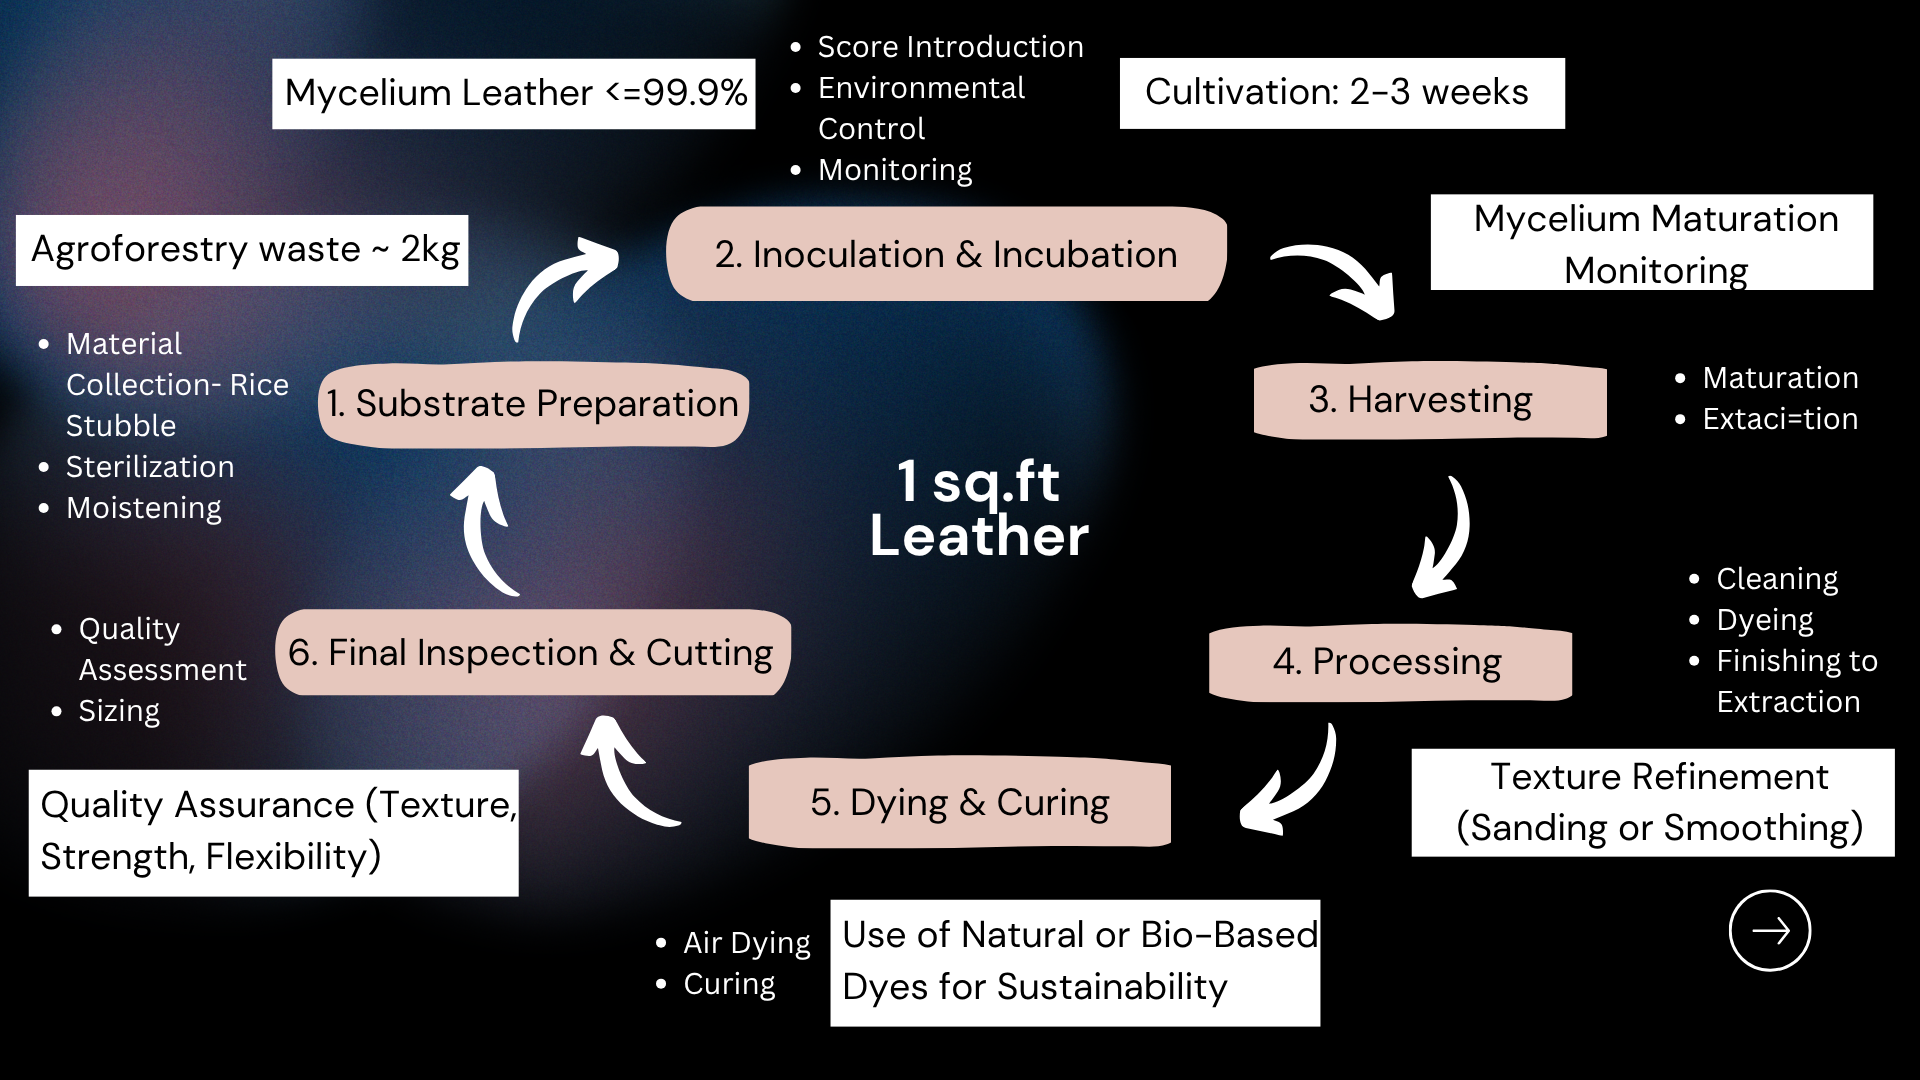 Mycelium Leather <=99.9%
• Score Introduction
• Environmental
Control
• Monitoring
Cultivation: 2-3 weeks
Agroforestry waste ~ 2kg
2. Inoculation & Incubation
Mycelium Maturation
Monitoring
• Material
Collection- Rice
Stubble
• Sterilization
• Moistening
1. Substrate Preparation
3. Harvesting
• Maturation
• Extaci=tion
1 sq.ft
Leather
• Quality
Assessment
• Sizing
6. Final Inspection & Cutting
4. Processing
• Cleaning
• Dyeing
• Finishing to
Extraction
Quality Assurance (Texture,
Strength, Flexibility)
5. Dying & Curing
Texture Refinement
(Sanding or Smoothing)
• Air Dying
• Curing
Use of Natural or Bio-Based
Dyes for Sustainability